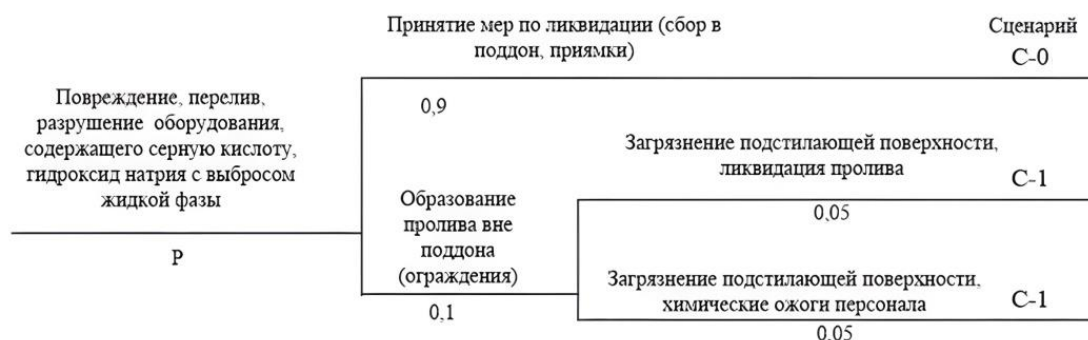 Принятие мер по ликвидации (сбор в
поддон, приямки)
Сценарий
С-0
0,9
Повреждение, перелив,
разрушение оборудования,
содержащего серную кислоту,
гидроксид натрия с выбросом
жидкой фазы
Р
Загрязнение подстилающей поверхности,
ликвидация пролива
С-1
0,05
Образование
пролива вне
поддона
(ограждения)
0,1
Загрязнение подстилающей поверхности,
химические ожоги персонала
С-1
0,05